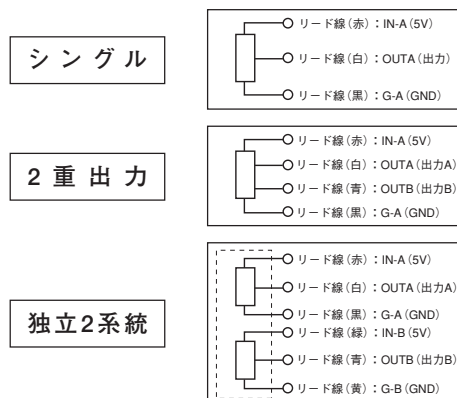 シングル
リード線(赤):IN-A(5V)
リード線(白):OUTA(出力)
リード線(黒):G-A(GND)
2重出力
リード線(赤):IN-A(5V)
リード線(白):OUTA(出力A)
リード線(青):OUTB(出力B)
リード線(黒):G-A(GND)
独立2系統
リード線(赤):IN-A(5V)
リード線(白):OUTA(出力A)
リード線(黒):G-A(GND)
リード線(緑):IN-B(5V)
リード線(青):OUTB(出力B)
リード線(黄):G-B(GND)